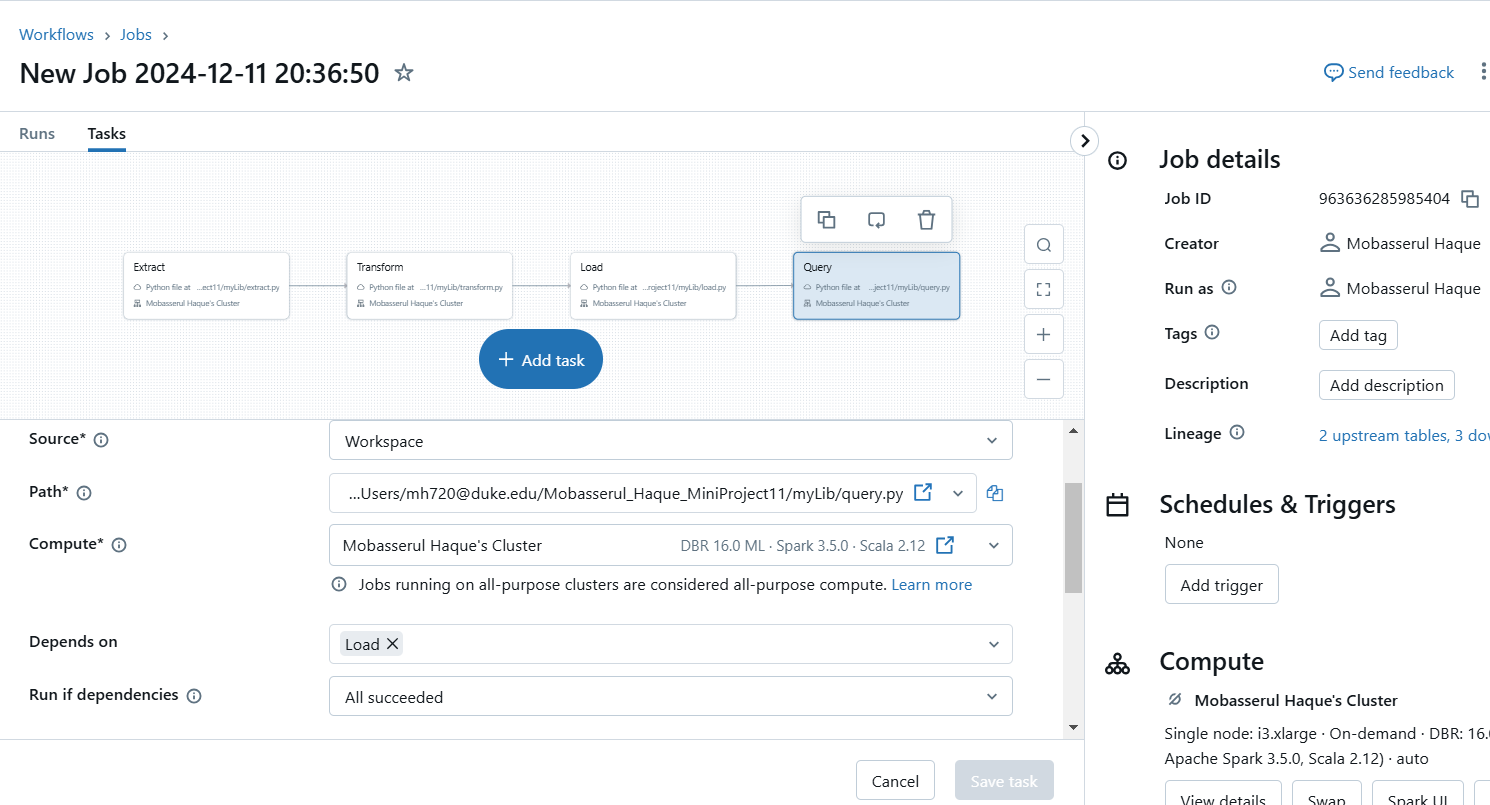 Workflows > Jobs >
New Job 2024-12-11 20:36:50
Send feedback
Runs Tasks
Extract
Python file at ...ect11/myLib/extract.py
Mobasserul Haque's Cluster
Transform
Python file at ...11/myLib/transform.py
Mobasserul Haque's Cluster
Load
Python file at ...roject11/myLib/load.py
Mobasserul Haque's Cluster
Query
Python file at ...ject11/myLib/query.py
Mobasserul Haque's Cluster
+ Add task
Source*
Workspace
Path*
...Users/mh720@duke.edu/Mobasserul_Haque_MiniProject11/myLib/query.py
Compute*
Mobasserul Haque's Cluster DBR 16.0 ML · Spark 3.5.0 · Scala 2.12
Jobs running on all-purpose clusters are considered all-purpose compute. Learn more
Depends on
Load
Run if dependencies
All succeeded
Cancel Save task
Job details
Job ID 963636285985404
Creator Mobasserul Haque
Run as Mobasserul Haque
Tags Add tag
Description Add description
Lineage 2 upstream tables, 3 dow
Schedules & Triggers
None
Add trigger
Compute
Mobasserul Haque's Cluster
Single node: i3.xlarge · On-demand · DBR: 16.0
Apache Spark 3.5.0, Scala 2.12) · auto
View details Swap Spark UI